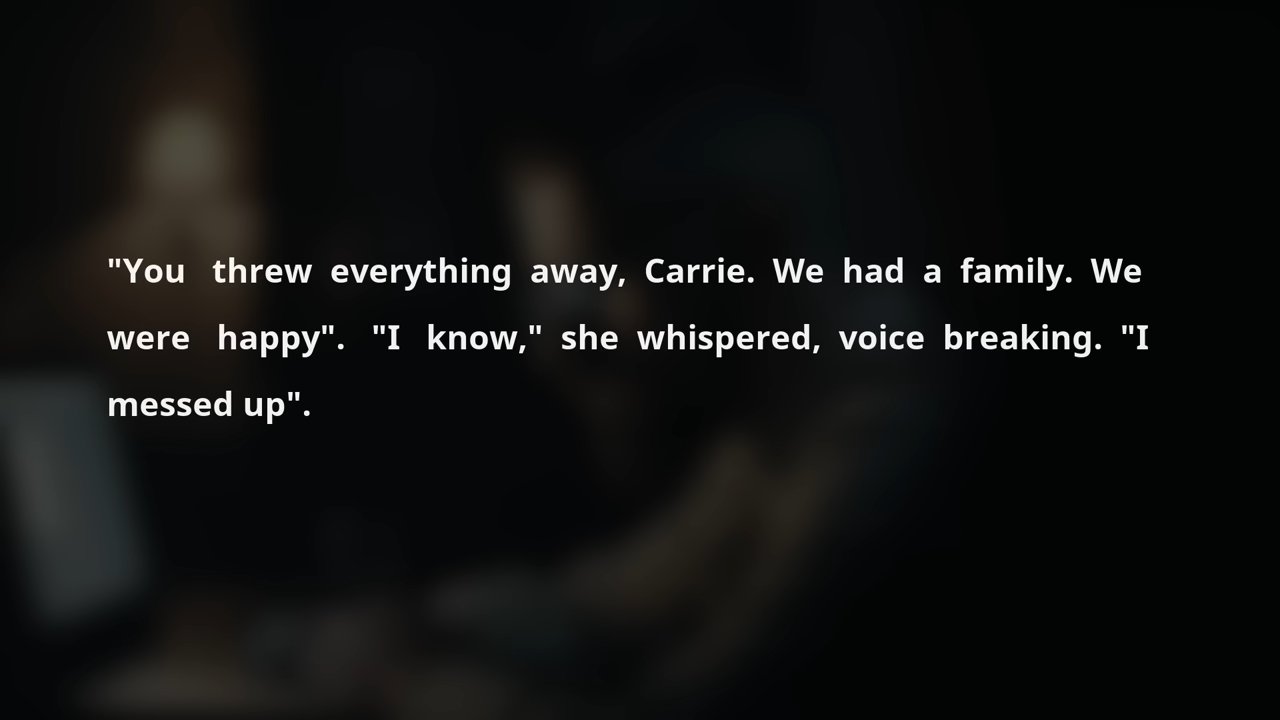 "You threw everything away, Carrie. We had a family. We
were happy". "I know," she whispered, voice breaking. "I
messed up".